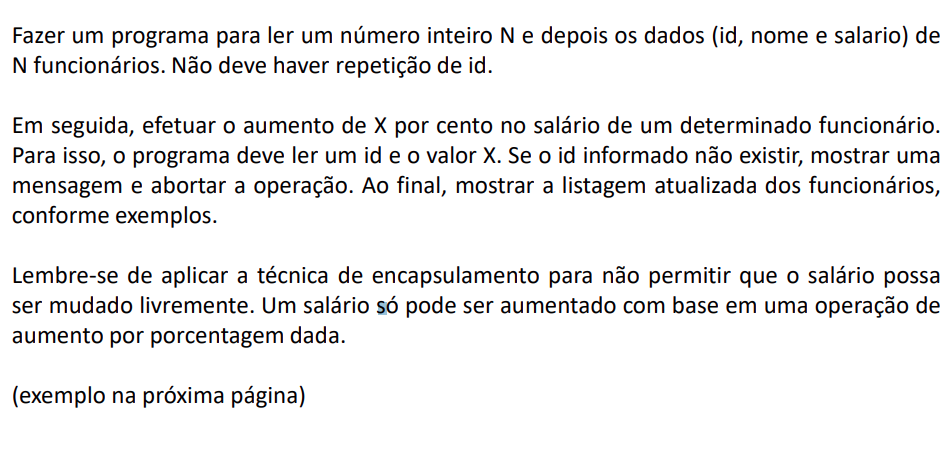 Fazer um programa para ler um número inteiro N e depois os dados (id, nome e salario) de
N funcionários. Não deve haver repetição de id.
Em seguida, efetuar o aumento de X por cento no salário de um determinado funcionário.
Para isso, o programa deve ler um id e o valor X. Se o id informado não existir, mostrar uma
mensagem e abortar a operação. Ao final, mostrar a listagem atualizada dos funcionários,
conforme exemplos.
Lembre-se de aplicar a técnica de encapsulamento para não permitir que o salário possa
ser mudado livremente. Um salário só pode ser aumentado com base em uma operação de
aumento por porcentagem dada.
(exemplo na próxima página)